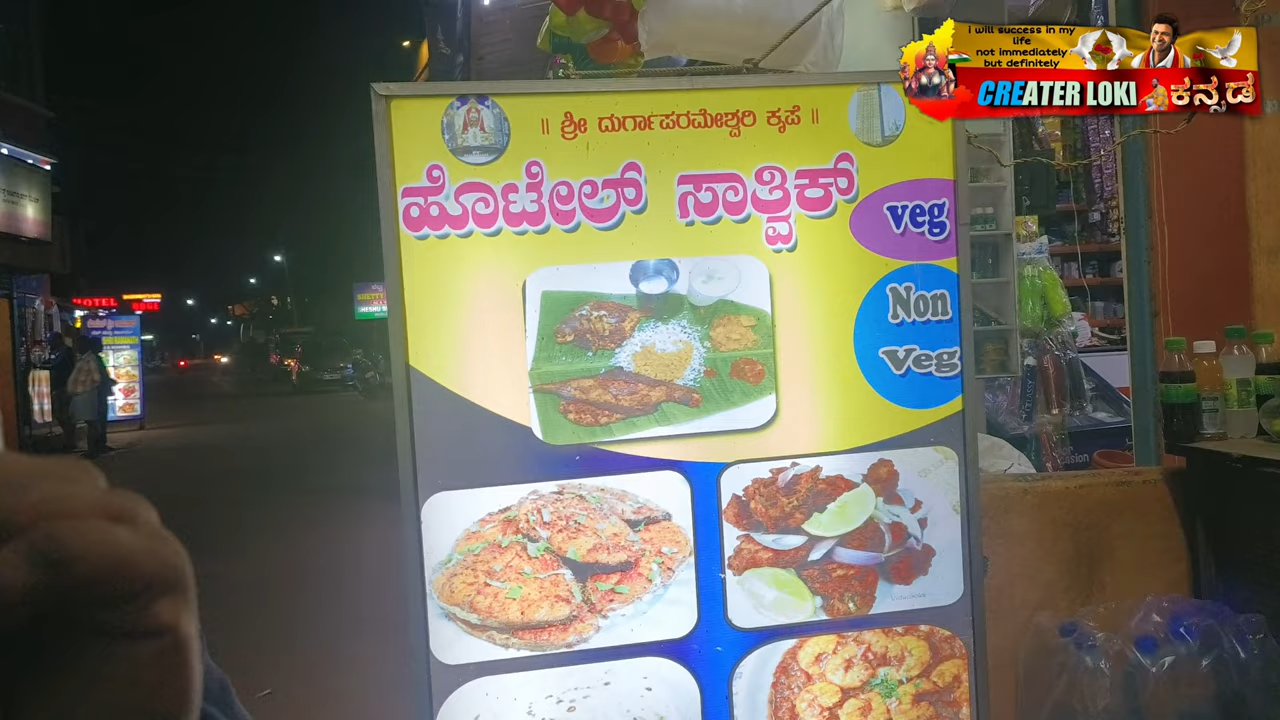 i will success in my
life
not immediately
but definitely
CREATER LOKI ಕನ್ನಡ
॥ ಶ್ರೀ ದುರ್ಗಾಪರಮೇಶ್ವರಿ ಕೃಪೆ ॥
ಹೊಟೇಲ್ ಸಾತ್ವಿಕ್
veg
Non
Veg
HOTEL